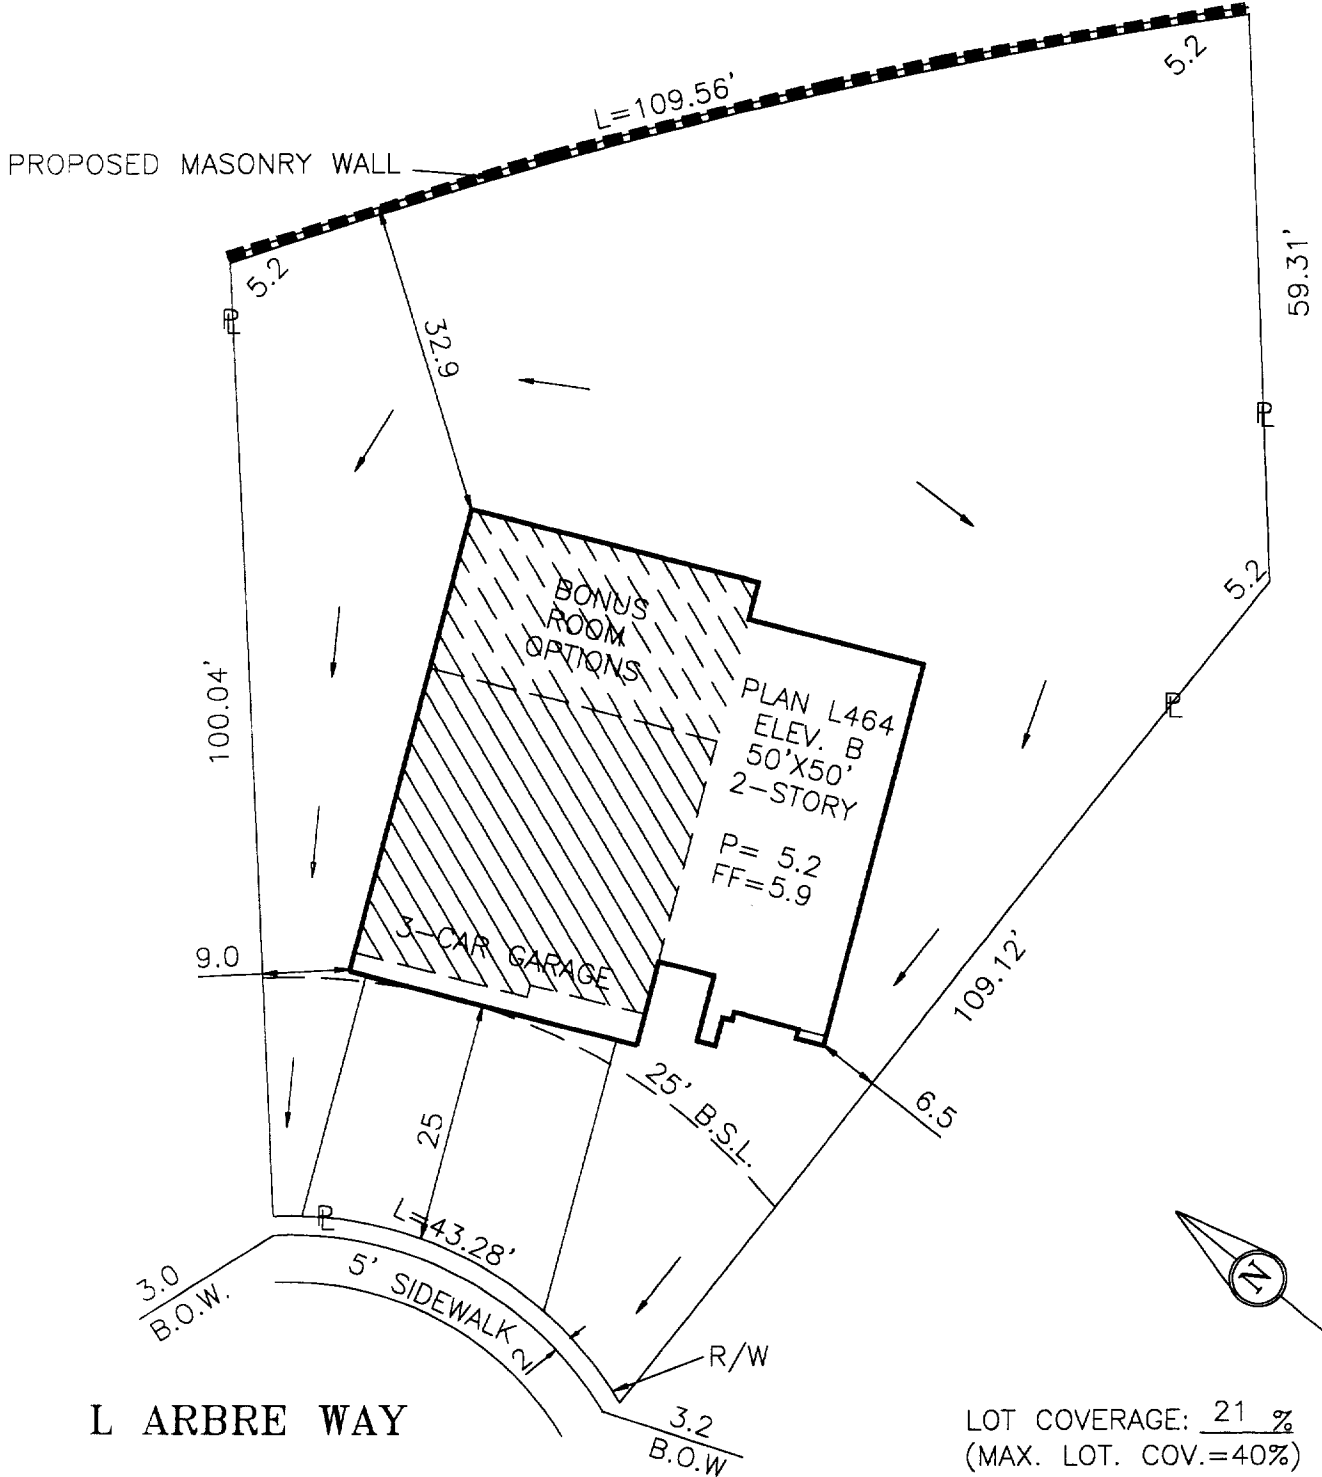 5.2
L=109.56'
PROPOSED MASONRY WALL
5.2
59.31'
PL
32.9
PL
BONUS
ROOM
OPTIONS
5.2
100.04'
PLAN L464
ELEV. B
50'X50'
2-STORY
PL
P= 5.2
FF=5.9
3-CAR GARAGE
9.0
109.12'
25' B.S.L.
6.5
25
PL
L=43.28'
5' SIDEWALK
2
3.0
B.O.W.
N
R/W
L ARBRE WAY
3.2
B.O.W
LOT COVERAGE: 21 %
(MAX. LOT. COV.=40%)